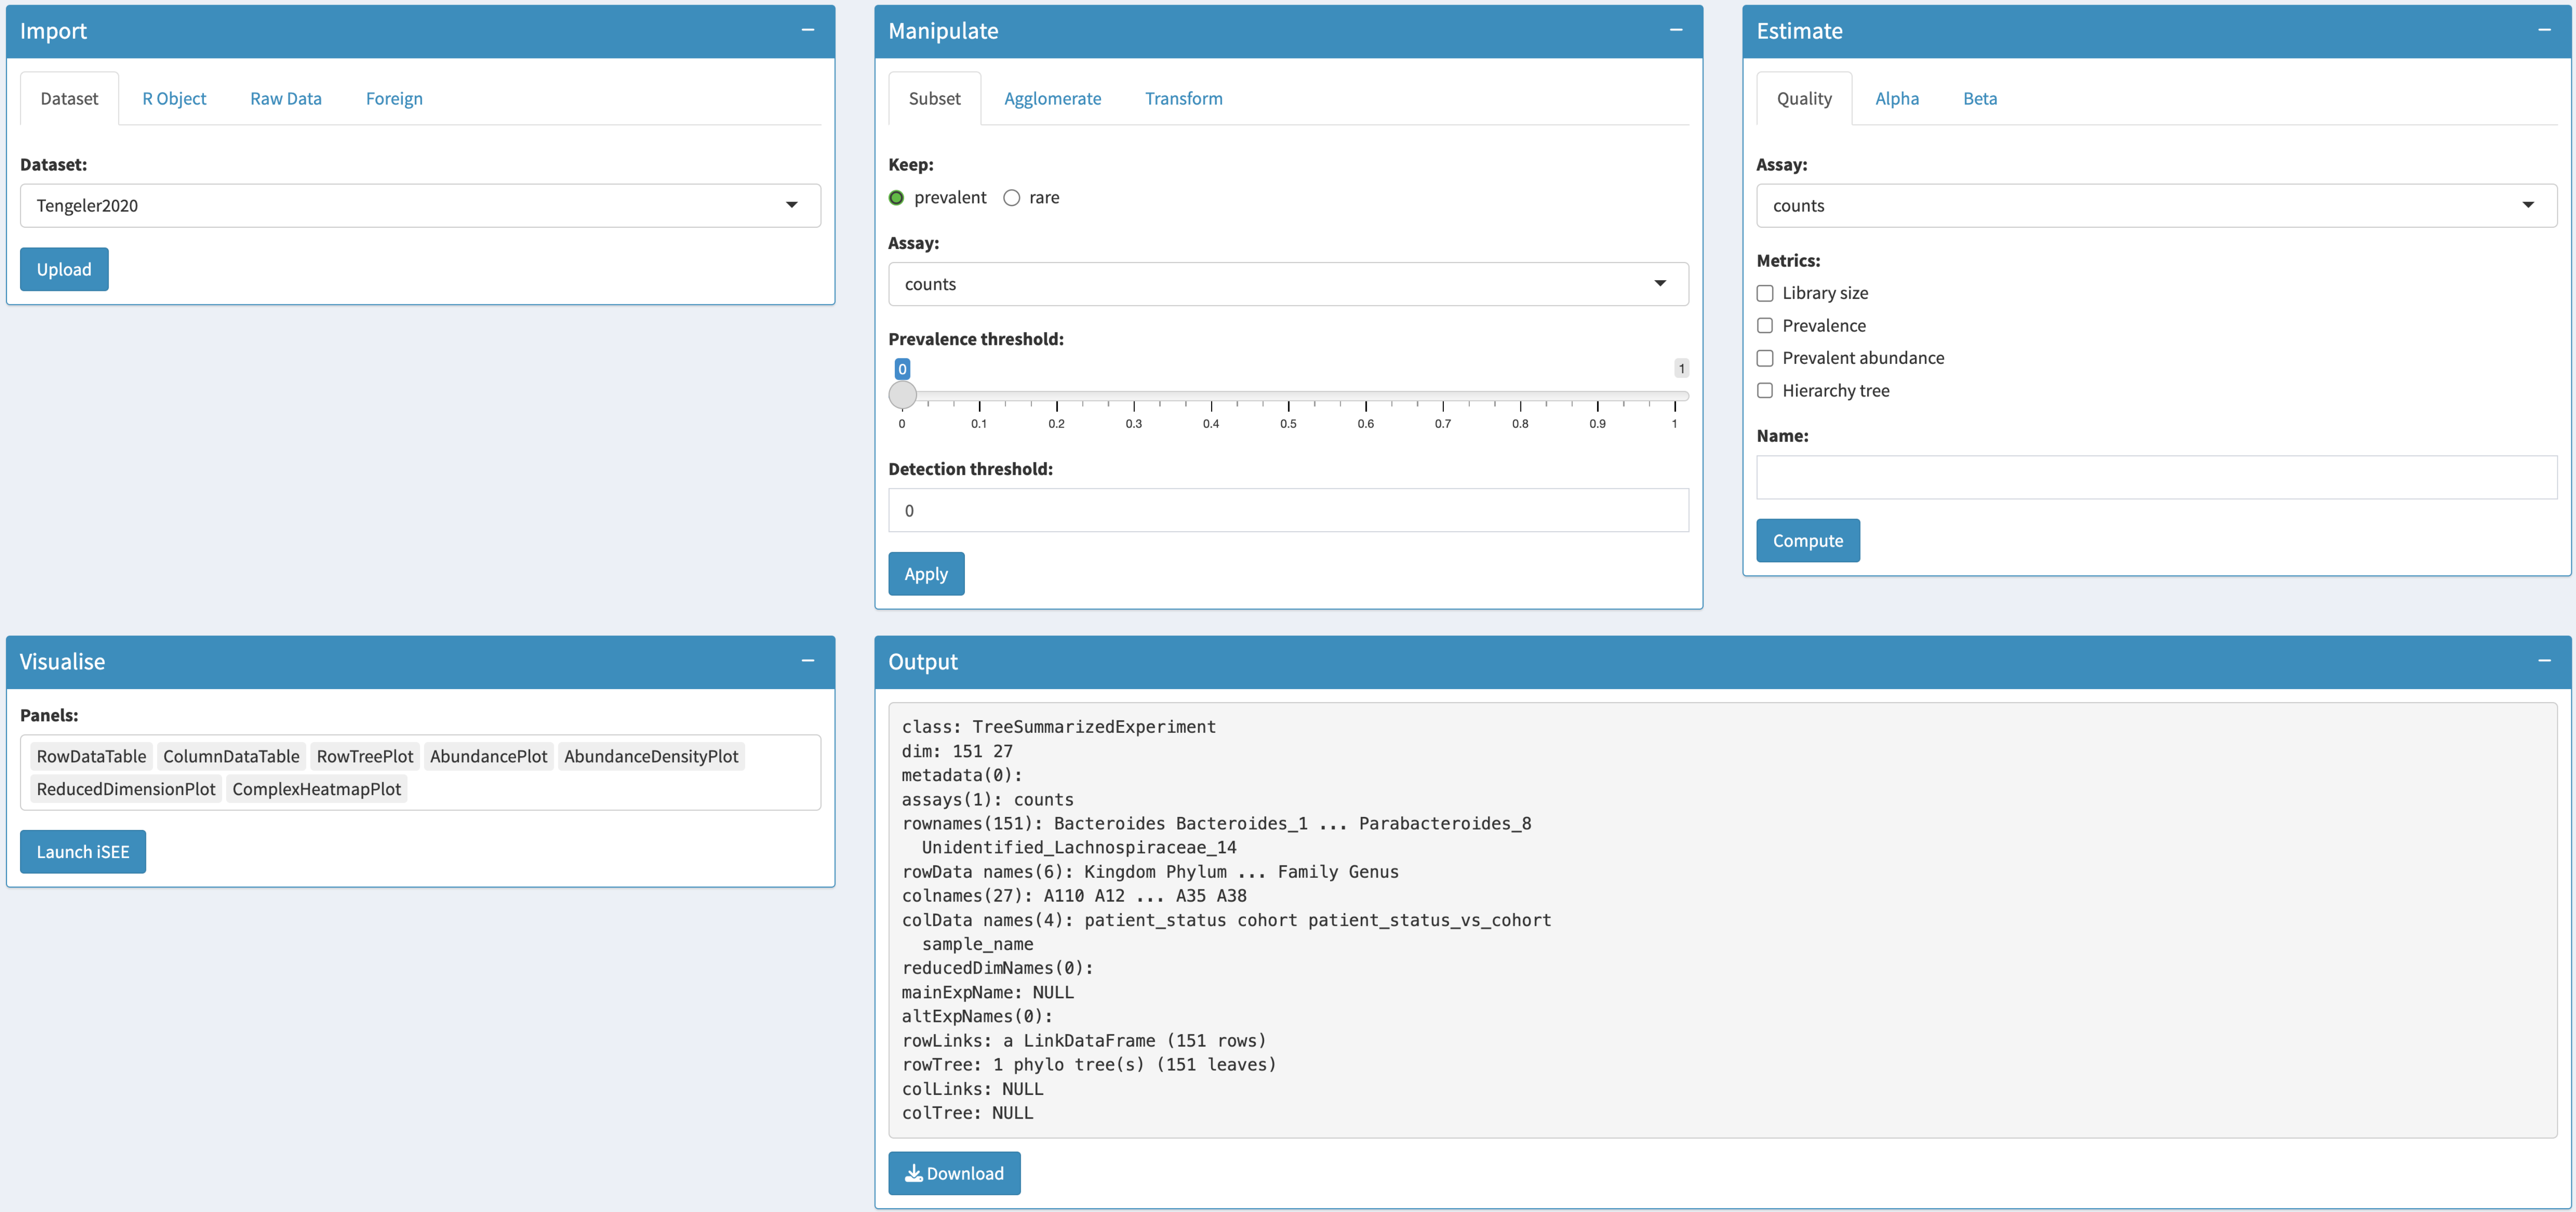 Import
Dataset R Object Raw Data Foreign
Dataset:
Tengeler2020
Upload
Manipulate
Subset Agglomerate Transform
Keep:
prevalent rare
Assay:
counts
Prevalence threshold:
0 1
0 0.1 0.2 0.3 0.4 0.5 0.6 0.7 0.8 0.9 1
Detection threshold:
0
Apply
Estimate
Quality Alpha Beta
Assay:
counts
Metrics:
Library size
Prevalence
Prevalent abundance
Hierarchy tree
Name:
Compute
Visualise
Panels:
RowDataTable ColumnDataTable RowTreePlot AbundancePlot AbundanceDensityPlot
ReducedDimensionPlot ComplexHeatmapPlot
Launch iSEE
Output
class: TreeSummarizedExperiment
dim: 151 27
metadata(0):
assays(1): counts
rownames(151): Bacteroides Bacteroides_1 ... Parabacteroides_8
Unidentified_Lachnospiraceae_14
rowData names(6): Kingdom Phylum ... Family Genus
colnames(27): A110 A12 ... A35 A38
colData names(4): patient_status cohort patient_status_vs_cohort
sample_name
reducedDimNames(0):
mainExpName: NULL
altExpNames(0):
rowLinks: a LinkDataFrame (151 rows)
rowTree: 1 phylo tree(s) (151 leaves)
colLinks: NULL
colTree: NULL
Download